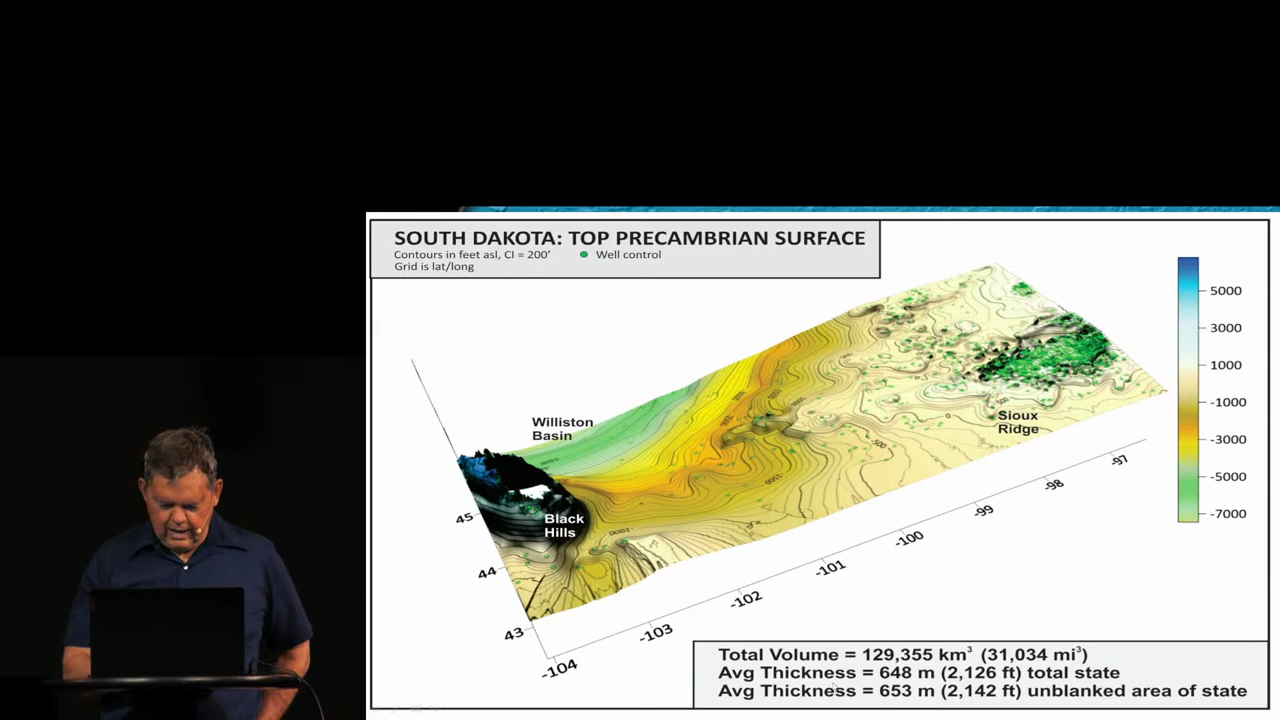 SOUTH DAKOTA: TOP PRECAMBRIAN SURFACE
Contours in feet asl, CI = 200' Well control
Grid is lat/long
5000
3000
1000
-1000
-3000
-5000
-7000
Williston
Basin
Sioux
Ridge
Black
Hills
-500
500
45
44
43
-104
-103
-102
-101
-100
-99
-98
-97
Total Volume = 129,355 km³ (31,034 mi³)
Avg Thickness = 648 m (2,126 ft) total state
Avg Thickness = 653 m (2,142 ft) unblanked area of state